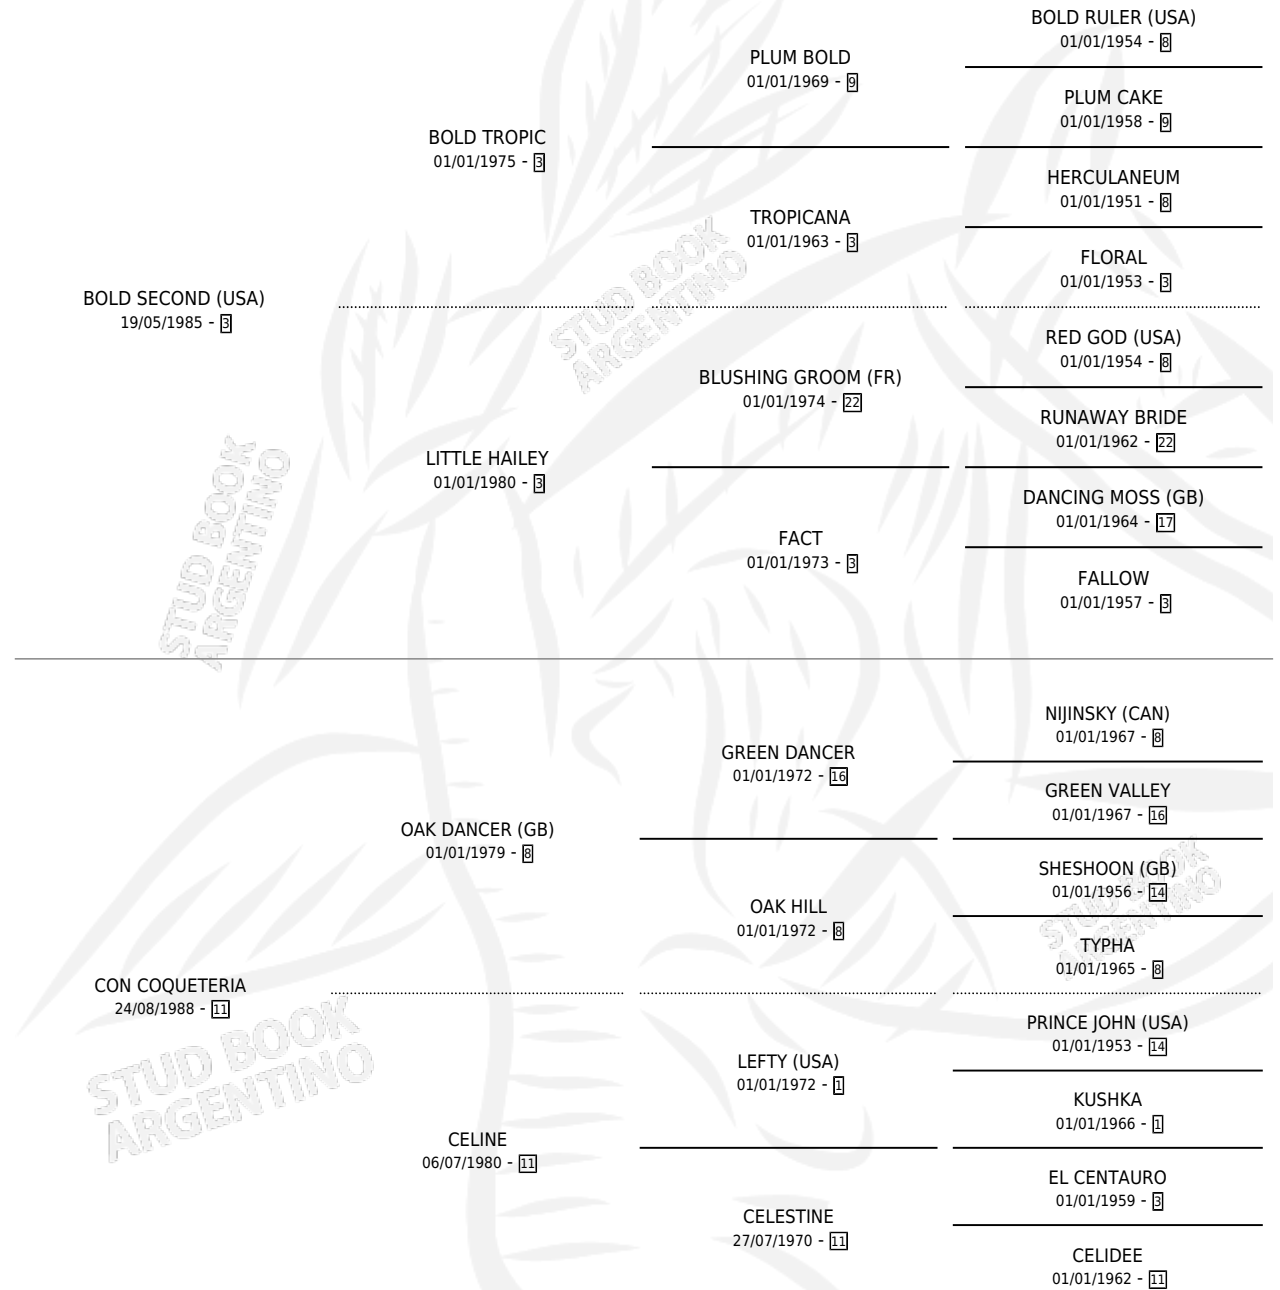 BOLD RULER (USA)
01/01/1954 - 8
PLUM BOLD
01/01/1969 - 9
PLUM CAKE
01/01/1958 - 9
BOLD TROPIC
01/01/1975 - 3
HERCULANEUM
01/01/1951 - 8
TROPICANA
01/01/1963 - 3
FLORAL
01/01/1953 - 3
BOLD SECOND (USA)
19/05/1985 - 3
RED GOD (USA)
01/01/1954 - 8
BLUSHING GROOM (FR)
01/01/1974 - 22
RUNAWAY BRIDE
01/01/1962 - 22
LITTLE HAILEY
01/01/1980 - 3
DANCING MOSS (GB)
01/01/1964 - 17
FACT
01/01/1973 - 3
FALLOW
01/01/1957 - 3
NIJINSKY (CAN)
01/01/1967 - 8
GREEN DANCER
01/01/1972 - 16
GREEN VALLEY
01/01/1967 - 16
OAK DANCER (GB)
01/01/1979 - 8
SHESHOON (GB)
01/01/1956 - 14
OAK HILL
01/01/1972 - 8
TYPHA
01/01/1965 - 8
CON COQUETERIA
24/08/1988 - 11
PRINCE JOHN (USA)
01/01/1953 - 14
LEFTY (USA)
01/01/1972 - 1
KUSHKA
01/01/1966 - 1
CELINE
06/07/1980 - 11
EL CENTAURO
01/01/1959 - 3
CELESTINE
27/07/1970 - 11
CELIDEE
01/01/1962 - 11
STUD BOOK
ARGENTINO
STUD BOOK
ARGENTINO
STUD BOOK
ARGENTINO
STUD BOOK
ARGENTINO